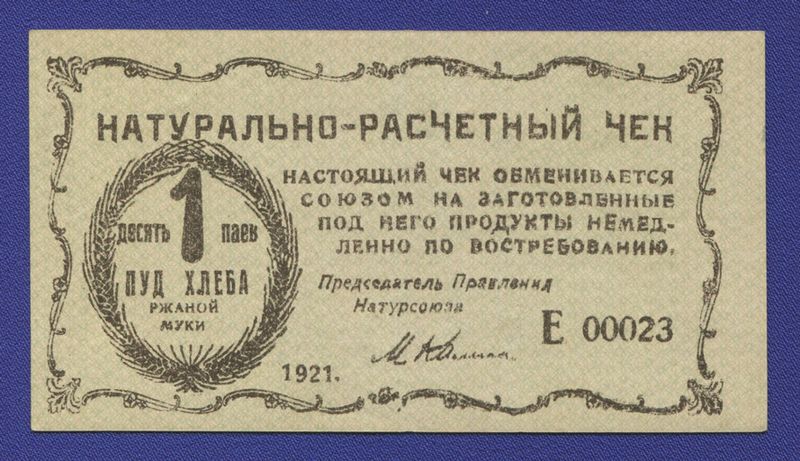 НАТУРАЛЬНО-РАСЧЕТНЫЙ ЧЕК
1
десять паев
ПУД ХЛЕБА
РЖАНОЙ
МУКИ
НАСТОЯЩИЙ ЧЕК ОБМЕНИВАЕТСЯ
СОЮЗОМ НА ЗАГОТОВЛЕННЫЕ
ПОД НЕГО ПРОДУКТЫ НЕМЕД-
ЛЕННО ПО ВОСТРЕБОВАНИЮ.
Председатель Правления
Натурсоюза
Е 00023
1921.